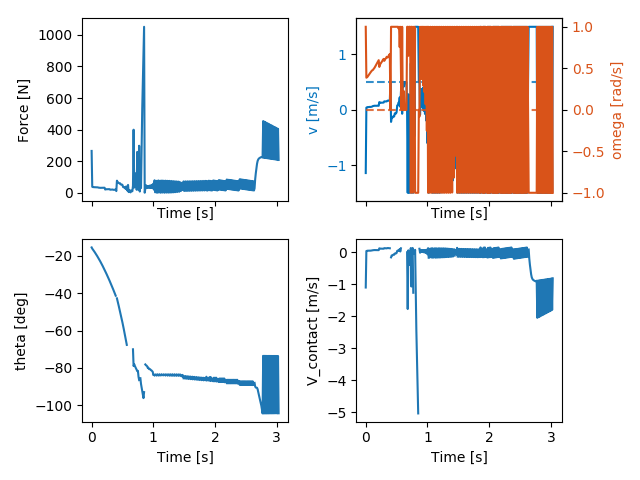 1000
800
600
400
200
0
Force [N]
Time [s]
1
0
−1
v [m/s]
1.0
0.5
0.0
−0.5
−1.0
omega [rad/s]
Time [s]
−20
−40
−60
−80
−100
theta [deg]
0 1 2 3
Time [s]
0
−1
−2
−3
−4
−5
V_contact [m/s]
0 1 2 3
Time [s]